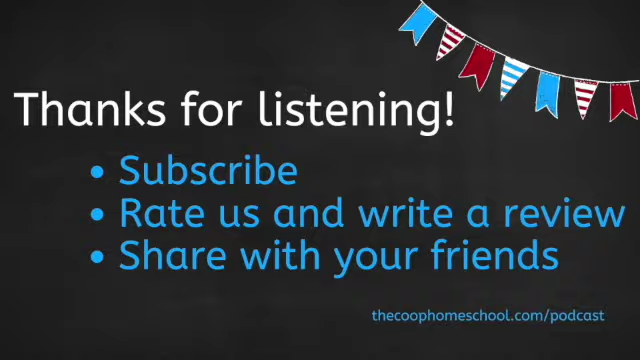 Thanks for listening!
• Subscribe
• Rate us and write a review
• Share with your friends
thecoophomeschool.com/podcast